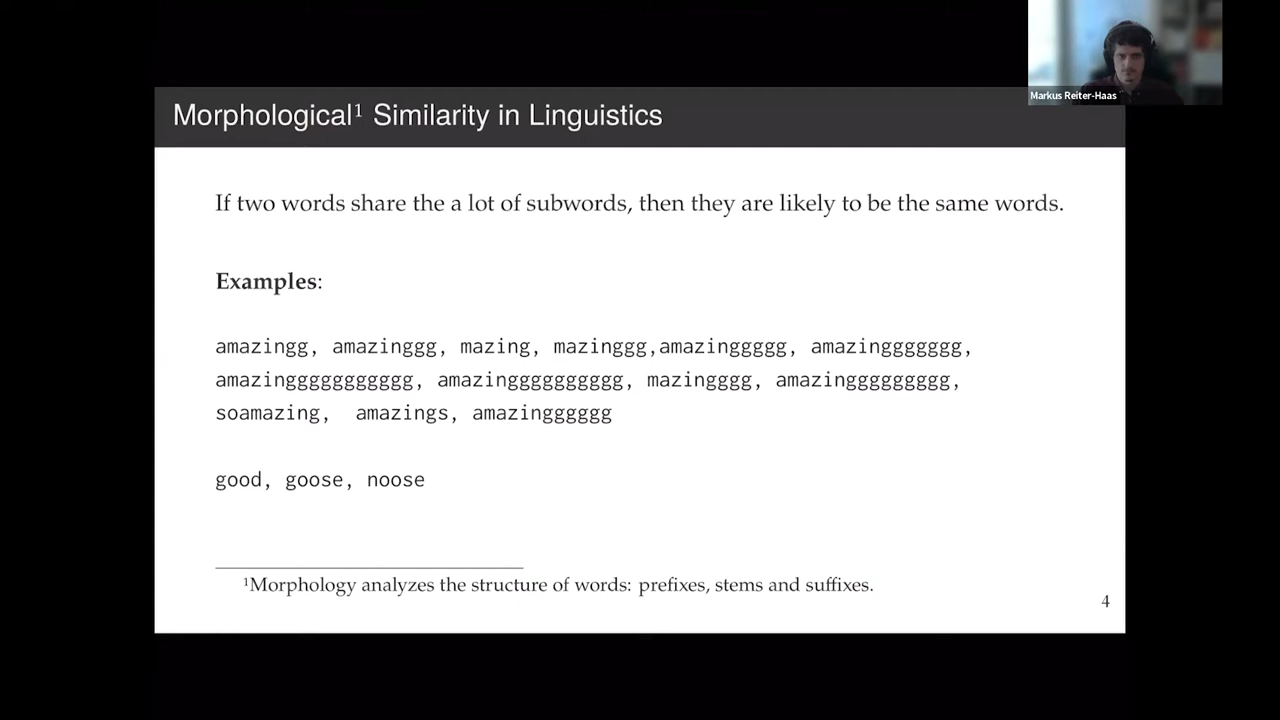 Markus Reiter-Haas
Morphological¹ Similarity in Linguistics
If two words share the a lot of subwords, then they are likely to be the same words.
Examples:
amazingg, amazinggg, mazing, mazinggg,amazinggggg, amazingggggggg,
amazinggggggggggg, amazingggggggggg, mazingggg, amazinggggggggg,
soamazing, amazings, amazingggggg
good, goose, noose
¹Morphology analyzes the structure of words: prefixes, stems and suffixes.
4